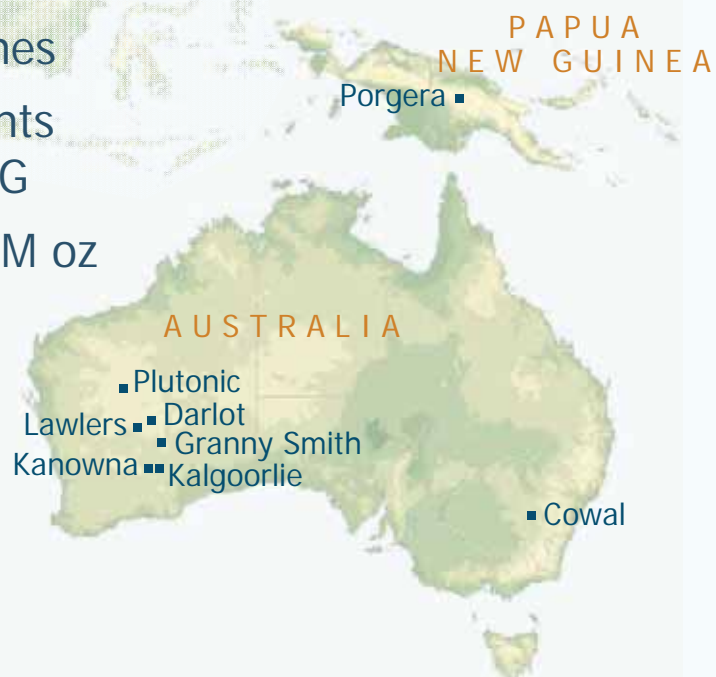 nes
nts
G
M oz
PAPUA
NEW GUINEA
Porgera
AUSTRALIA
Plutonic
Lawlers
Darlot
Granny Smith
Kanowna
Kalgoorlie
Cowal